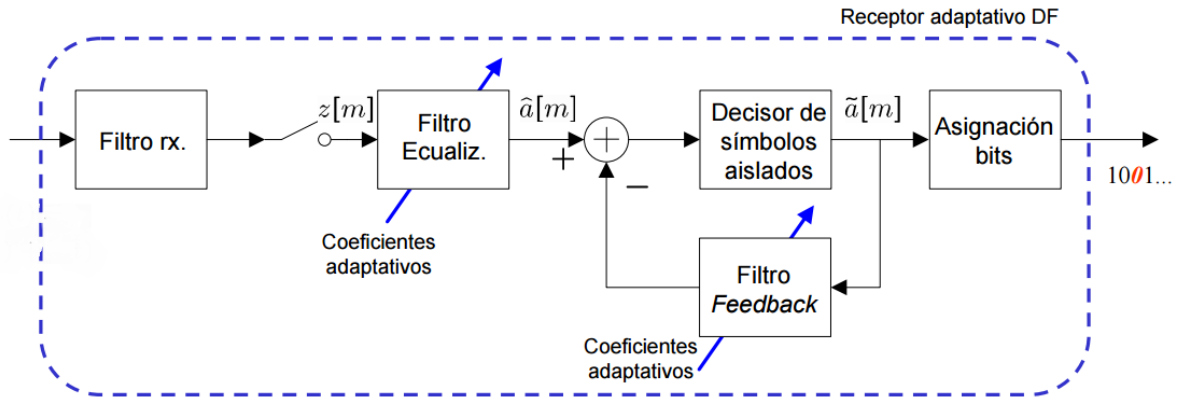 Receptor adaptativo DF
Filtro rx.
z[m]
Filtro
Ecualiz.
â[m]
+
+
−
Decisor de
símbolos
aislados
ã[m]
Asignación
bits
1001...
Coeficientes
adaptativos
Filtro
Feedback
Coeficientes
adaptativos